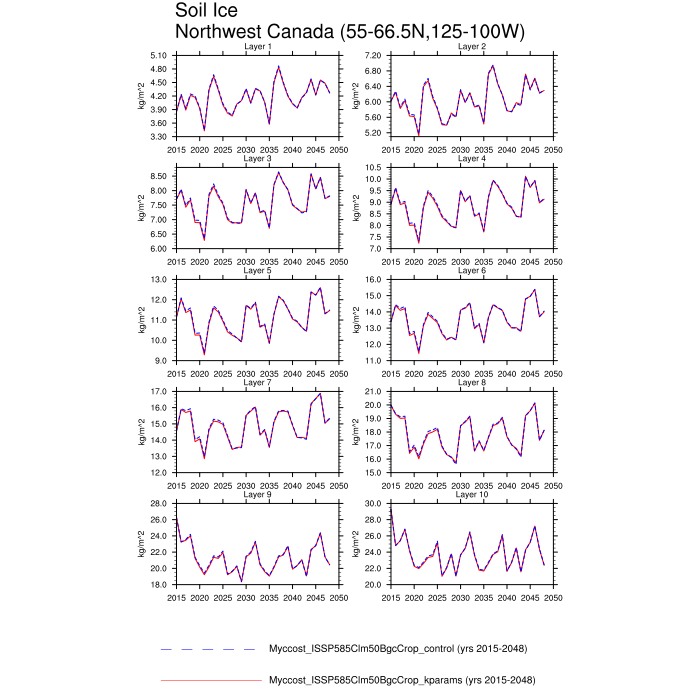 Soil Ice
Northwest Canada (55-66.5N,125-100W)
Layer 1
Layer 2
kg/m^2
5.10
4.80
4.50
4.20
3.90
3.60
3.30
2015 2020 2025 2030 2035 2040 2045 2050
kg/m^2
7.20
6.80
6.40
6.00
5.60
5.20
2015 2020 2025 2030 2035 2040 2045 2050
Layer 3
Layer 4
kg/m^2
8.50
8.00
7.50
7.00
6.50
6.00
2015 2020 2025 2030 2035 2040 2045 2050
kg/m^2
10.5
10.0
9.5
9.0
8.5
8.0
7.5
7.0
2015 2020 2025 2030 2035 2040 2045 2050
Layer 5
Layer 6
kg/m^2
13.0
12.0
11.0
10.0
9.0
2015 2020 2025 2030 2035 2040 2045 2050
kg/m^2
16.0
15.0
14.0
13.0
12.0
11.0
2015 2020 2025 2030 2035 2040 2045 2050
Layer 7
Layer 8
kg/m^2
17.0
16.0
15.0
14.0
13.0
12.0
2015 2020 2025 2030 2035 2040 2045 2050
kg/m^2
21.0
20.0
19.0
18.0
17.0
16.0
15.0
2015 2020 2025 2030 2035 2040 2045 2050
Layer 9
Layer 10
kg/m^2
28.0
26.0
24.0
22.0
20.0
18.0
2015 2020 2025 2030 2035 2040 2045 2050
kg/m^2
30.0
28.0
26.0
24.0
22.0
20.0
2015 2020 2025 2030 2035 2040 2045 2050
Myccost_ISSP585Clm50BgcCrop_control (yrs 2015-2048)
Myccost_ISSP585Clm50BgcCrop_kparams (yrs 2015-2048)